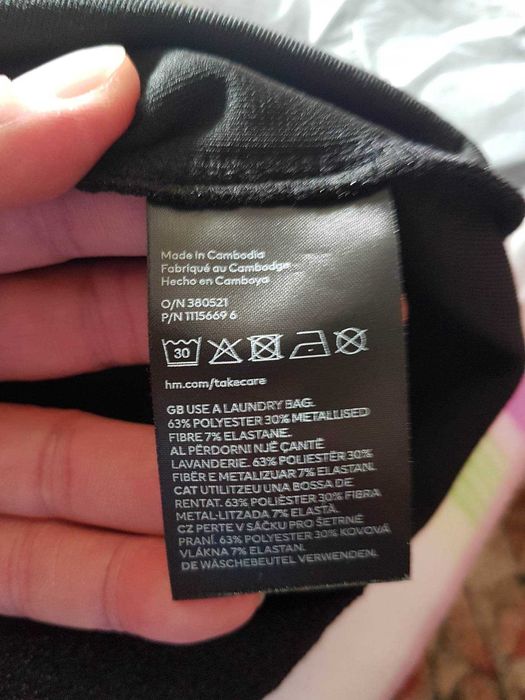 Made in Cambodia
Fabriqué au Cambodge
Hecho en Camboya
O/N 380521
P/N 1115669 6
30
hm.com/takecare
GB USE A LAUNDRY BAG.
63% POLYESTER 30% METALLISED
FIBRE 7% ELASTANE.
AL PËRDORNI NJË ÇANTË
LAVANDERIE. 63% POLIESTËR 30%
FIBËR E METALIZUAR 7% ELASTAN.
CAT UTILITZEU UNA BOSSA DE
RENTAT. 63% POLIÈSTER 30% FIBRA
METAL·LITZADA 7% ELASTÀ.
CZ PERTE V SÁČKU PRO ŠETRNÉ
PRANÍ. 63% POLYESTER 30% KOVOVÁ
VLÁKNA 7% ELASTAN.
DE WÄSCHEBEUTEL VERWENDEN.